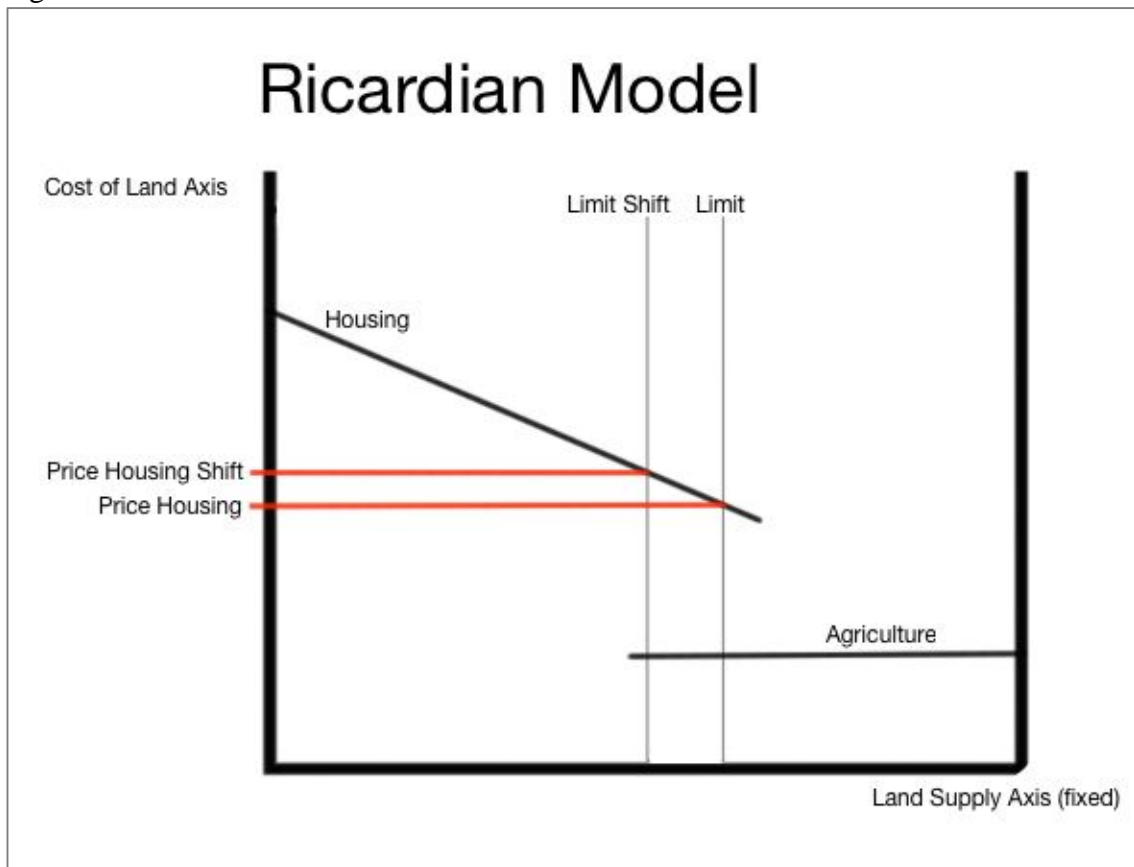 Ricardian Model
Cost of Land Axis
Limit Shift
Limit
Housing
Price Housing Shift
Price Housing
Agriculture
Land Supply Axis (fixed)